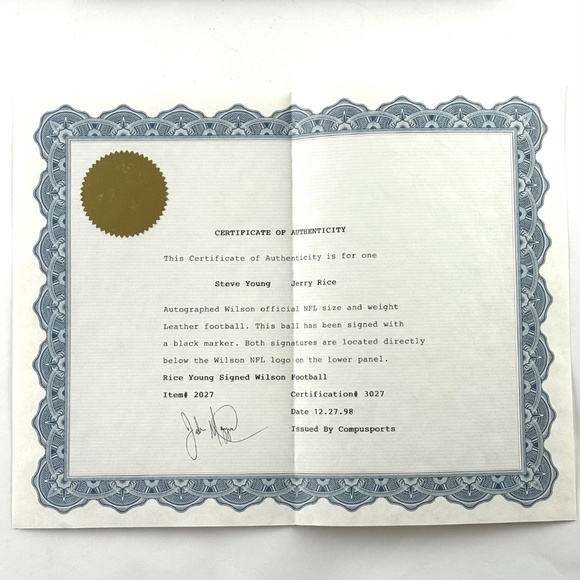 CERTIFICATE OF AUTHENTICITY
This Certificate of Authenticity is for one
Steve Young Jerry Rice
Autographed Wilson official NFL size and weight
Leather football. This ball has been signed with
a black marker. Both signatures are located directly
below the Wilson NFL logo on the lower panel.
Rice Young Signed Wilson Football
Item# 2027 Certification# 3027
Date 12.27.98
Issued By Compusports